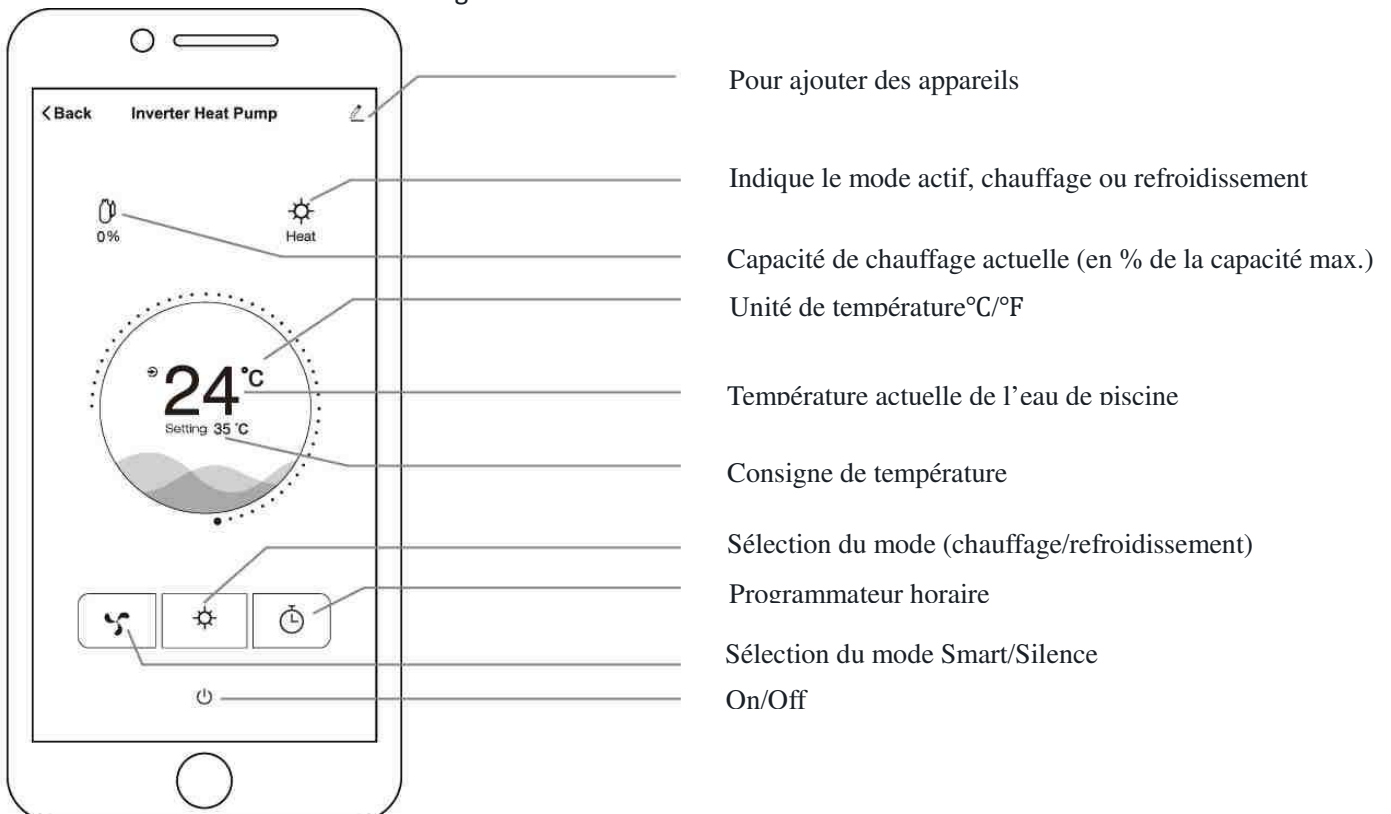 g
Pour ajouter des appareils
<Back Inverter Heat Pump
Indique le mode actif, chauffage ou refroidissement
0% Heat
Capacité de chauffage actuelle (en % de la capacité max.)
Unité de température°C/°F
24°C
Température actuelle de l’eau de piscine
Setting 35 °C
Consigne de température
Sélection du mode (chauffage/refroidissement)
Programmateur horaire
Sélection du mode Smart/Silence
On/Off